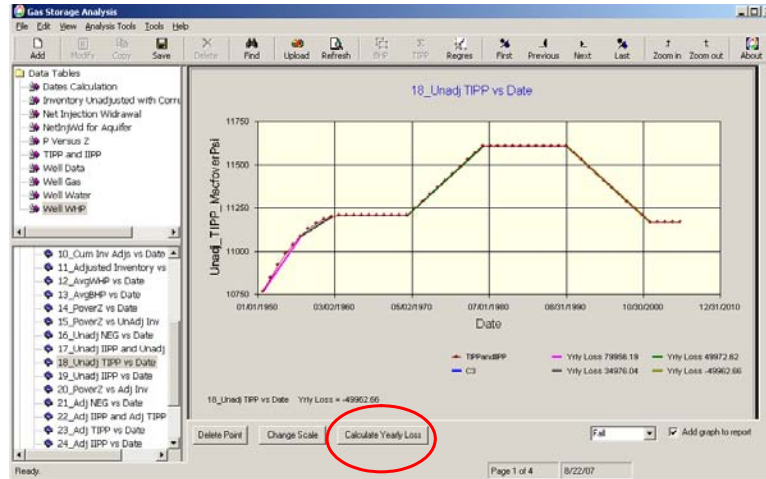 Gas Storage Analysis
File Edit View Analysis Tools Tools Help
Add Modify Copy Save Delete Find Upload Refresh BHP TIPP Regres First Previous Next Last Zoom in Zoom out About
Data Tables
Dates Calculation
Inventory Unadjusted with Corre
Net Injection Widrawal
NetInjWd for Aquifer
P Versus Z
TIPP and IIPP
Well Data
Well Gas
Well Water
Well WHP
10_Cum Inv Adjs vs Date
11_Adjusted Inventory vs
12_AvgWHP vs Date
13_AvgBHP vs Date
14_PoverZ vs Date
15_PoverZ vs UnAdj Inv
16_Unadj NEG vs Date
17_Unadj IIPP and Unadj
18_Unadj TIPP vs Date
19_Unadj IIPP vs Date
20_PoverZ vs Adj Inv
21_Adj NEG vs Date
22_Adj IIPP and Adj TIPP
23_Adj TIPP vs Date
24_Adj IIPP vs Date
18_Unadj TIPP vs Date
Unadj_TIPP_MscfoverPsi
11750
11500
11250
11000
10750
01/01/1950 03/02/1960 05/02/1970 07/01/1980 08/31/1990 10/30/2000 12/31/2010
Date
TIPPandIIPP Yrly Loss 79958.19 Yrly Loss 49972.62
C3 Yrly Loss 34976.04 Yrly Loss -49962.66
18_Unadj TIPP vs Date Yrly Loss = -49962.66
Delete Point Change Scale Calculate Yearly Loss Fall Add graph to report
Ready. Page 1 of 4 8/22/07